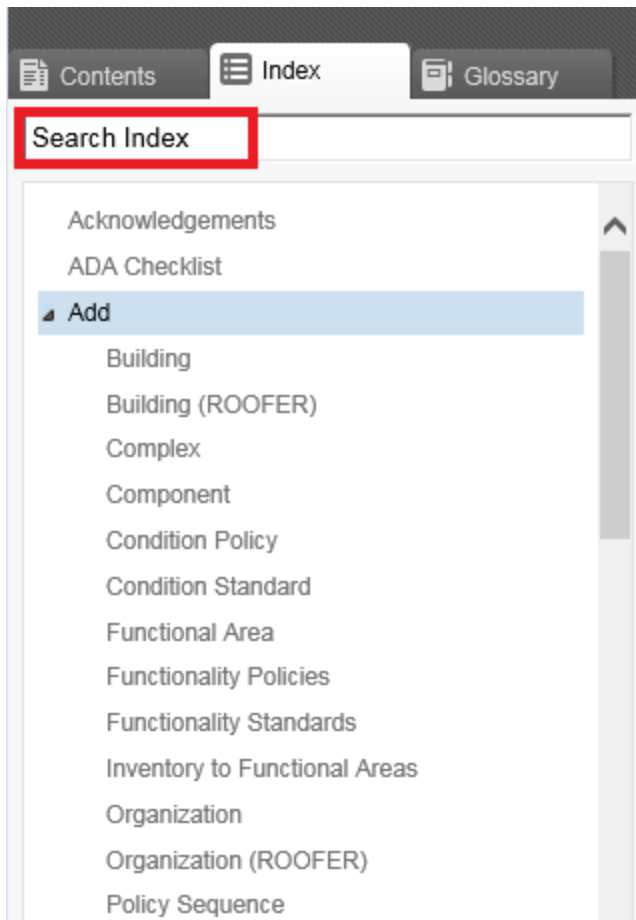 Contents Index Glossary
Search Index
Acknowledgements
ADA Checklist
Add
Building
Building (ROOFER)
Complex
Component
Condition Policy
Condition Standard
Functional Area
Functionality Policies
Functionality Standards
Inventory to Functional Areas
Organization
Organization (ROOFER)
Policy Sequence